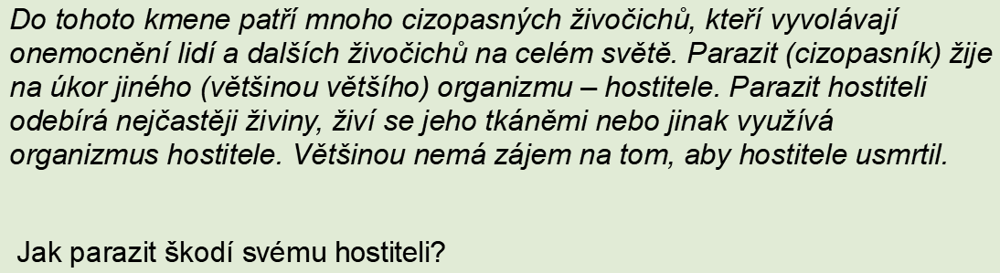 Do tohoto kmene patří mnoho cizopasných živočichů, kteří vyvolávají
onemocnění lidí a dalších živočichů na celém světě. Parazit (cizopasník) žije
na úkor jiného (většinou většího) organizmu – hostitele. Parazit hostiteli
odebírá nejčastěji živiny, živí se jeho tkáněmi nebo jinak využívá
organizmus hostitele. Většinou nemá zájem na tom, aby hostitele usmrtil.
Jak parazit škodí svému hostiteli?